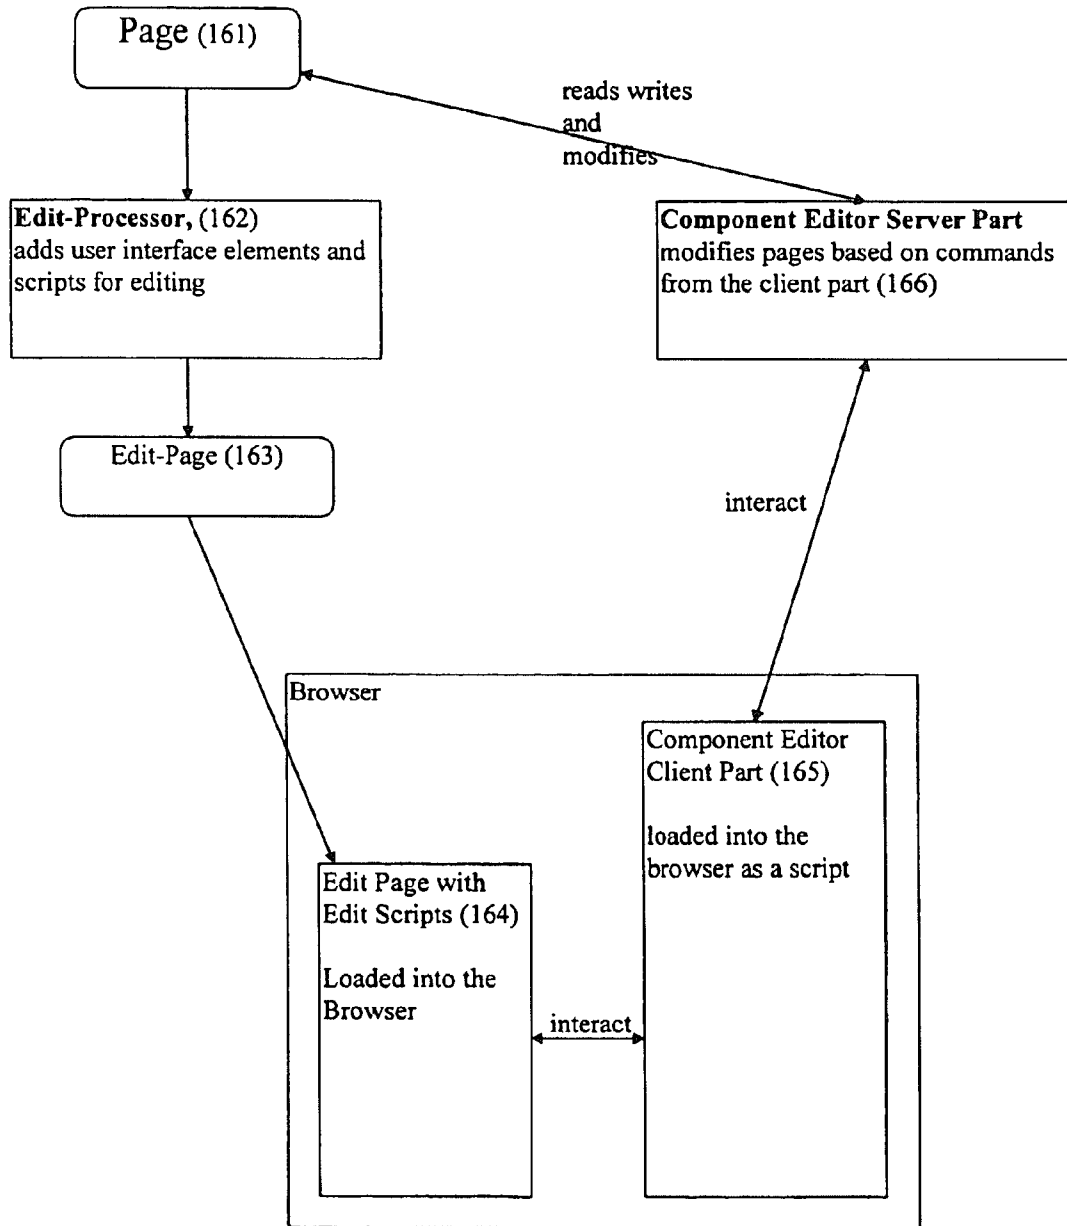 Page (161)
reads writes
and
modifies
Edit-Processor, (162)
adds user interface elements and
scripts for editing
Component Editor Server Part
modifies pages based on commands
from the client part (166)
Edit-Page (163)
interact
Browser
Component Editor
Client Part (165)
loaded into the
browser as a script
Edit Page with
Edit Scripts (164)
Loaded into the
Browser
interact